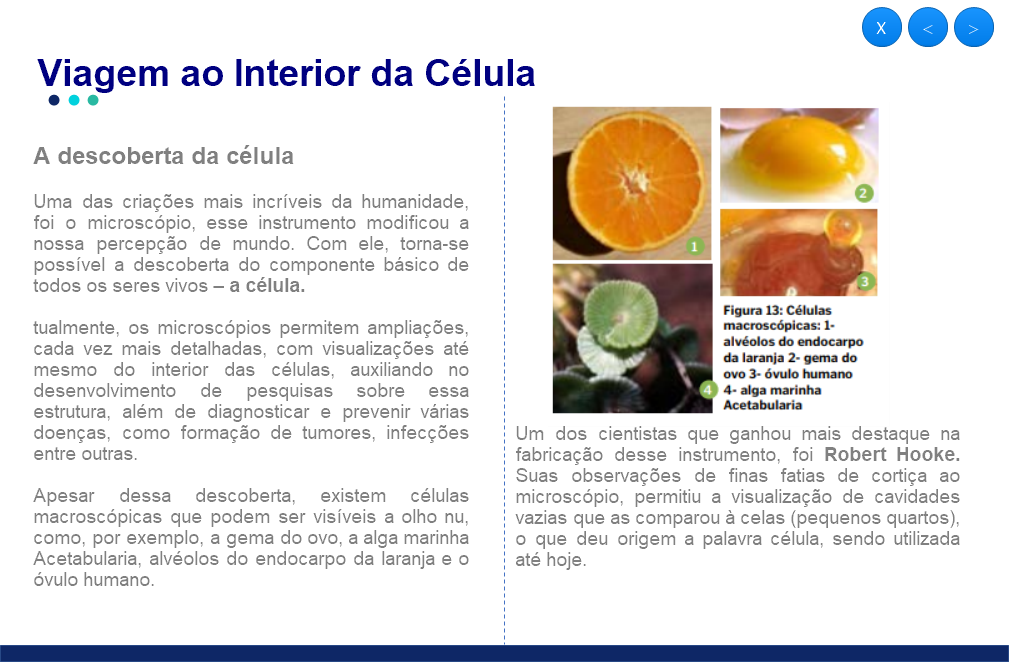 X < >
Viagem ao Interior da Célula
A descoberta da célula
Uma das criações mais incríveis da humanidade,
foi o microscópio, esse instrumento modificou a
nossa percepção de mundo. Com ele, torna-se
possível a descoberta do componente básico de
todos os seres vivos – a célula.
tualmente, os microscópios permitem ampliações,
cada vez mais detalhadas, com visualizações até
mesmo do interior das células, auxiliando no
desenvolvimento de pesquisas sobre essa
estrutura, além de diagnosticar e prevenir várias
doenças, como formação de tumores, infecções
entre outras.
Apesar dessa descoberta, existem células
macroscópicas que podem ser visíveis a olho nu,
como, por exemplo, a gema do ovo, a alga marinha
Acetabularia, alvéolos do endocarpo da laranja e o
óvulo humano.
1
2
3
4
Figura 13: Células
macroscópicas: 1-
alvéolos do endocarpo
da laranja 2- gema do
ovo 3- óvulo humano
4- alga marinha
Acetabularia
Um dos cientistas que ganhou mais destaque na
fabricação desse instrumento, foi Robert Hooke.
Suas observações de finas fatias de cortiça ao
microscópio, permitiu a visualização de cavidades
vazias que as comparou à celas (pequenos quartos),
o que deu origem a palavra célula, sendo utilizada
até hoje.